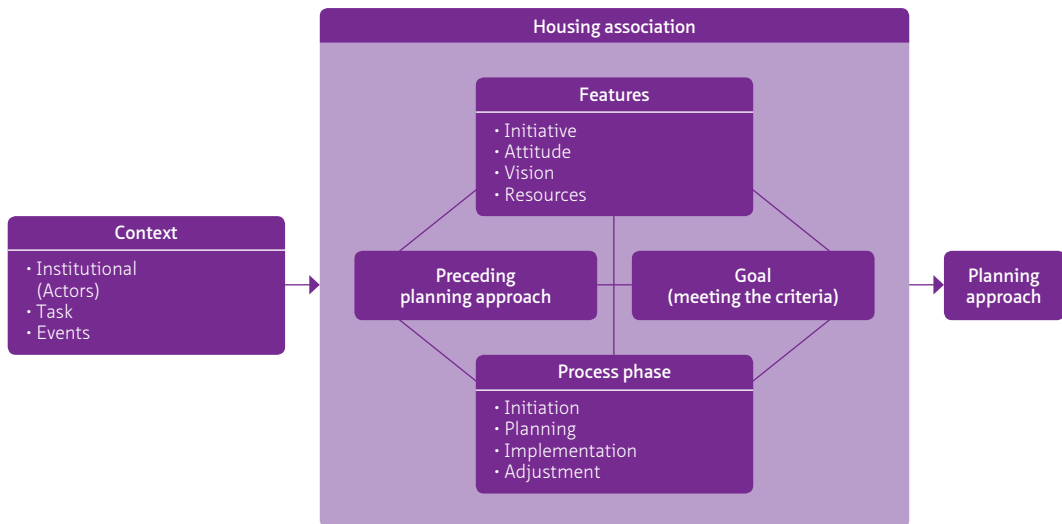 Housing association
Features
· Initiative
· Attitude
· Vision
· Resources
Context
· Institutional
(Actors)
· Task
· Events
Preceding
planning approach
Goal
(meeting the criteria)
Planning
approach
Process phase
· Initiation
· Planning
· Implementation
· Adjustment